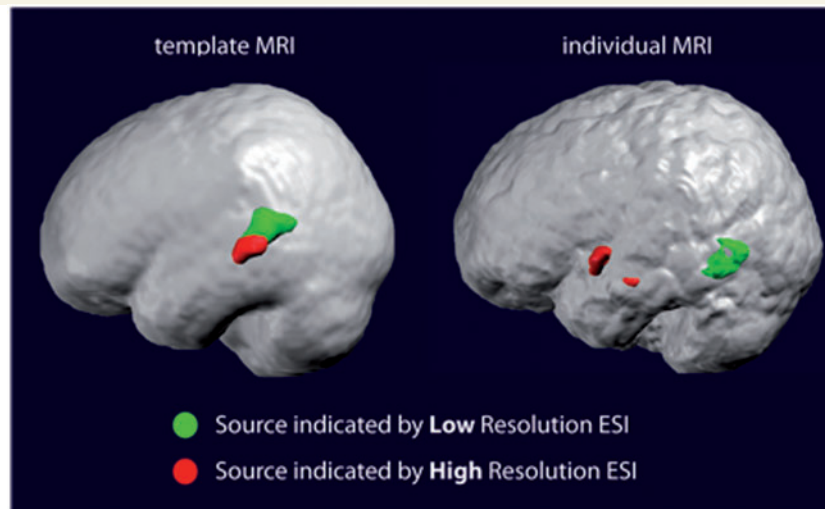 template MRI
individual MRI
Source indicated by Low Resolution ESI
Source indicated by High Resolution ESI